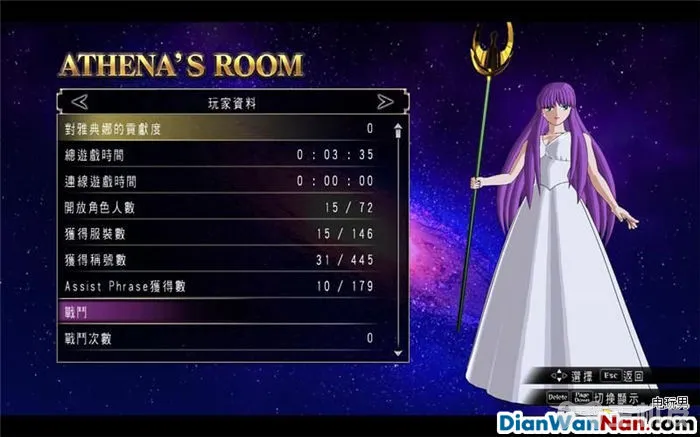 ATHENA'S ROOM
玩家資料
對雅典娜的貢獻度 0
總遊戲時間 0 : 03 : 35
連線遊戲時間 0 : 00 : 00
開放角色人數 15 / 72
獲得服裝數 15 / 146
獲得稱號數 31 / 445
Assist Phrase獲得數 10 / 179
戰鬥
戰鬥次數 0
選擇 Esc 返回
Delete Page Down 切換顯示
电玩男
DianWanNan.com